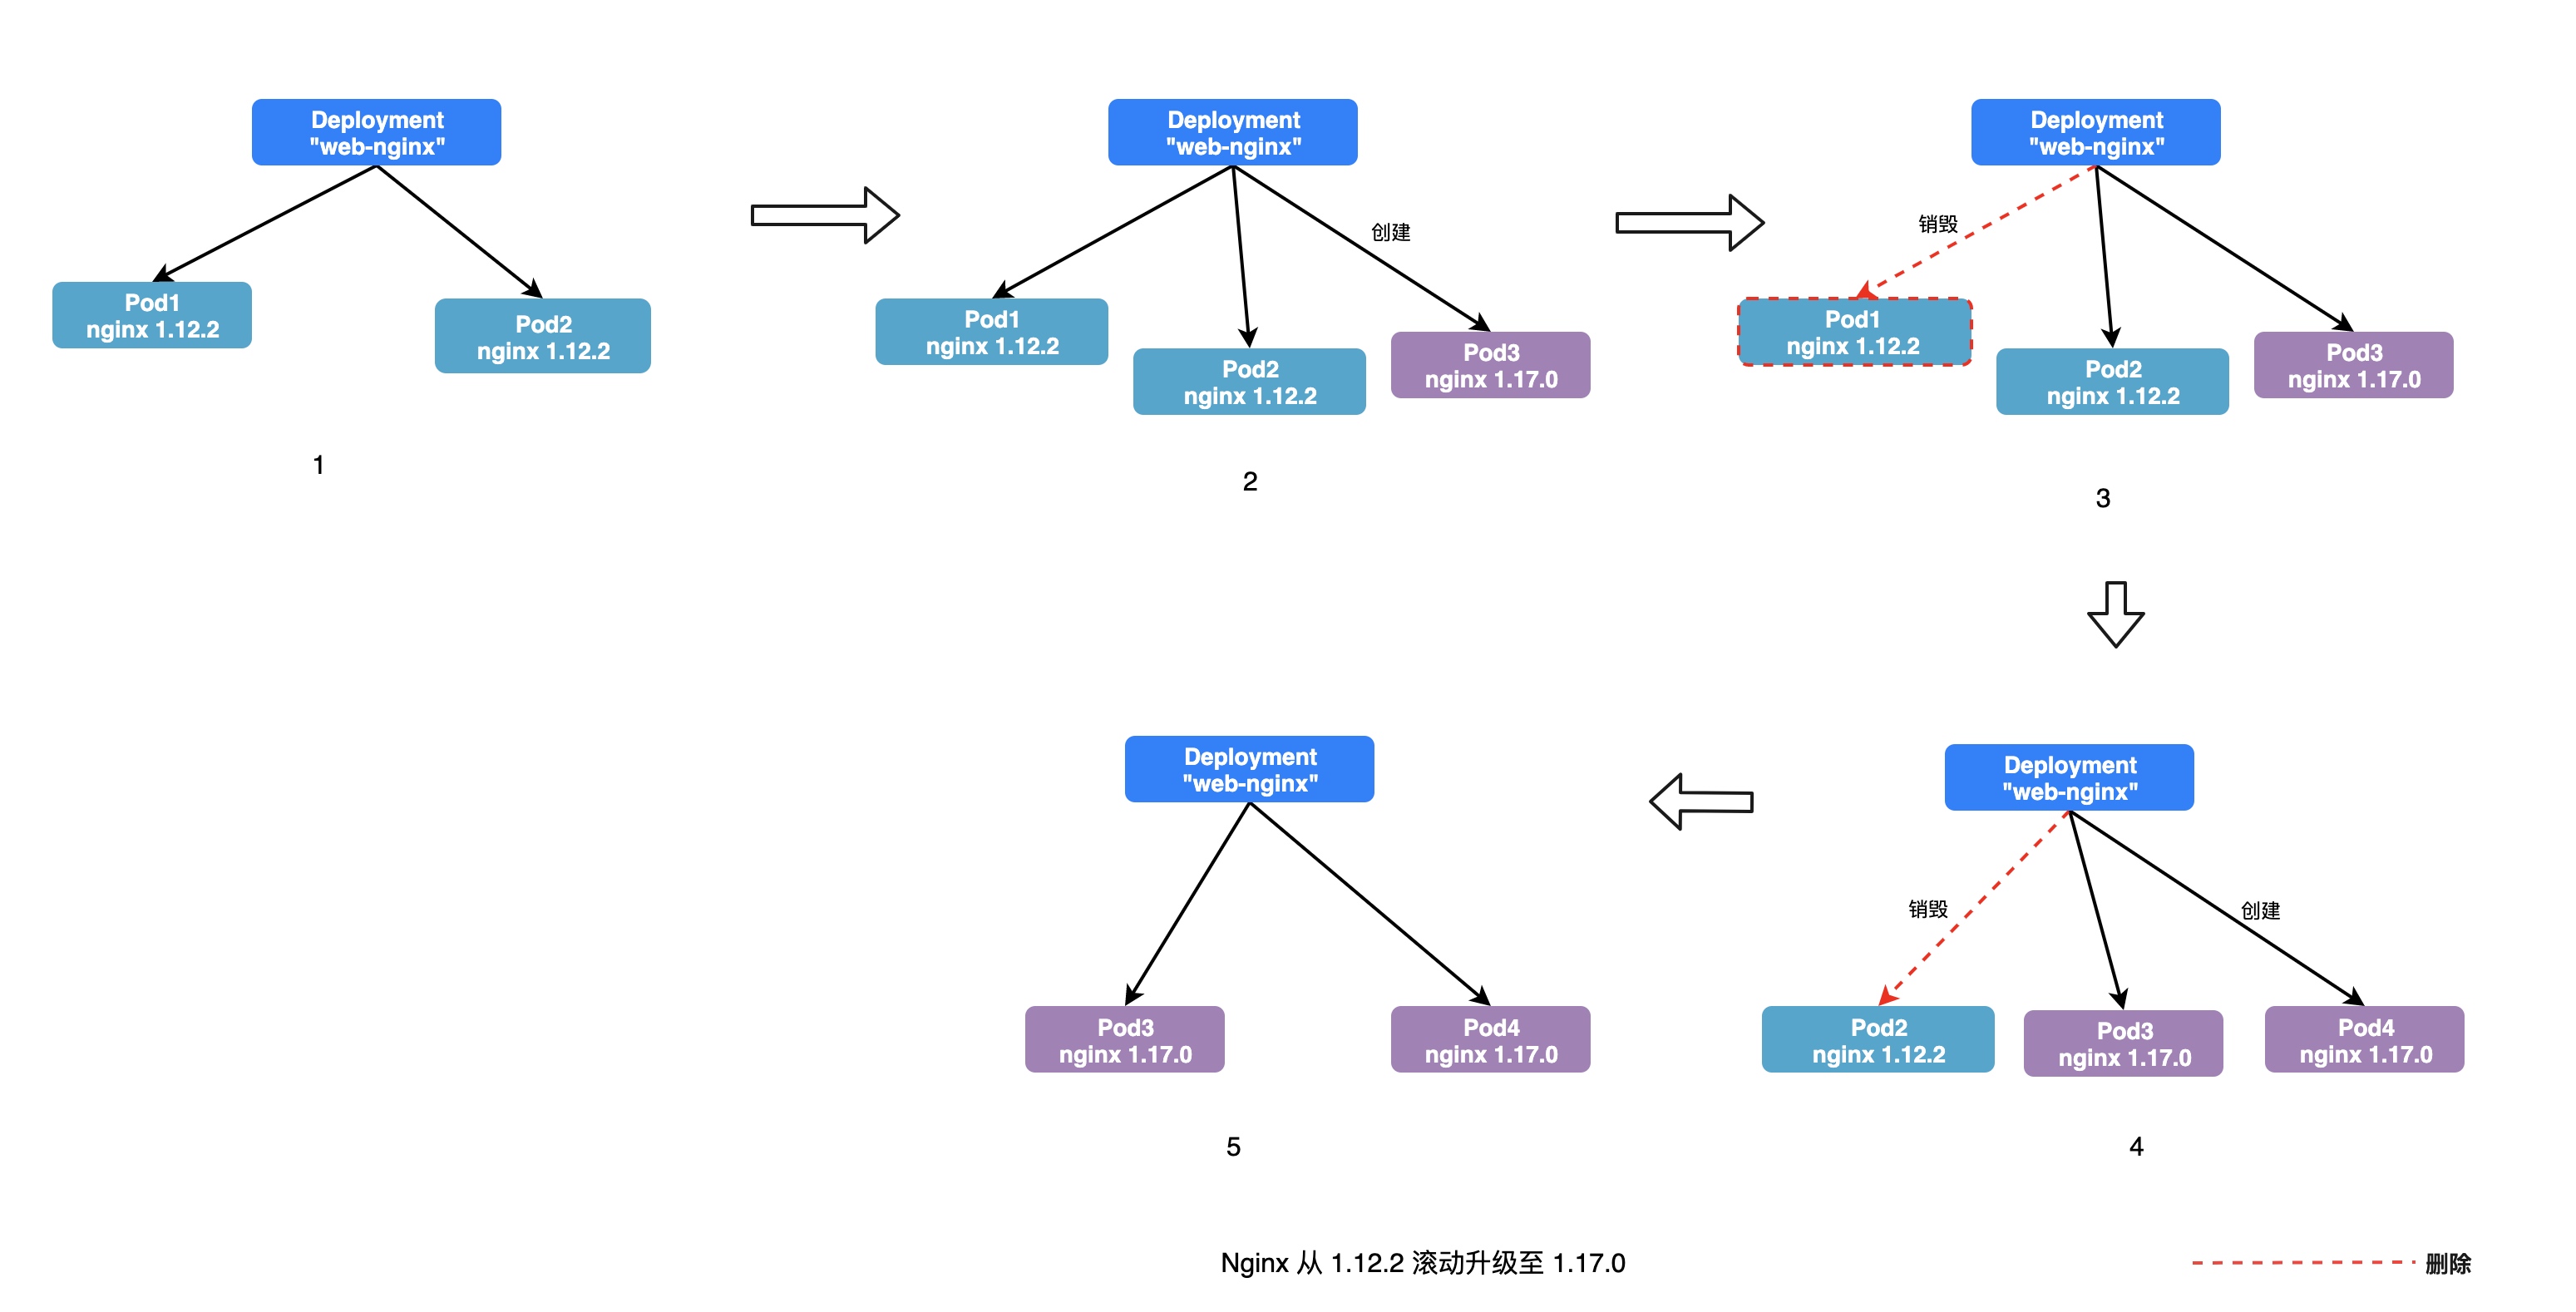 Deployment
"web-nginx"
Pod1
nginx 1.12.2
Pod2
nginx 1.12.2
1
Deployment
"web-nginx"
创建
Pod1
nginx 1.12.2
Pod2
nginx 1.12.2
Pod3
nginx 1.17.0
2
Deployment
"web-nginx"
销毁
Pod1
nginx 1.12.2
Pod2
nginx 1.12.2
Pod3
nginx 1.17.0
3
Deployment
"web-nginx"
销毁
创建
Pod2
nginx 1.12.2
Pod3
nginx 1.17.0
Pod4
nginx 1.17.0
4
Deployment
"web-nginx"
Pod3
nginx 1.17.0
Pod4
nginx 1.17.0
5
Nginx 从 1.12.2 滚动升级至 1.17.0
删除